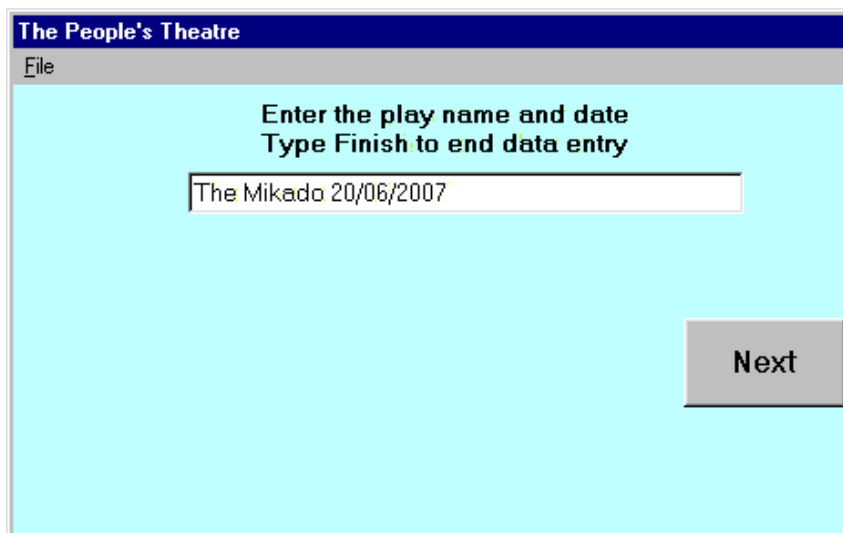 The People's Theatre
File
Enter the play name and date
Type Finish to end data entry
The Mikado 20/06/2007
Next